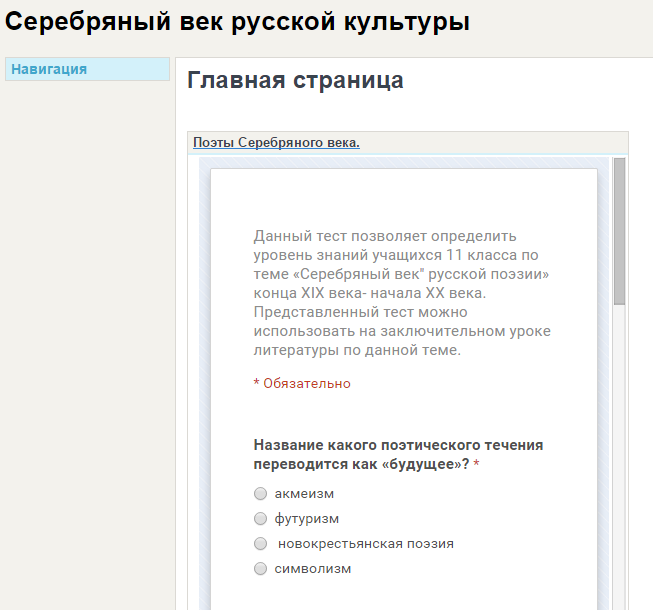 Серебряный век русской культуры
Навигация
Главная страница
Поэты Серебряного века.
Данный тест позволяет определить
уровень знаний учащихся 11 класса по
теме «Серебряный век" русской поэзии»
конца XIX века- начала XX века.
Представленный тест можно
использовать на заключительном уроке
литературы по данной теме.
* Обязательно
Название какого поэтического течения
переводится как «будущее»? *
акмеизм
футуризм
новокрестьянская поэзия
символизм